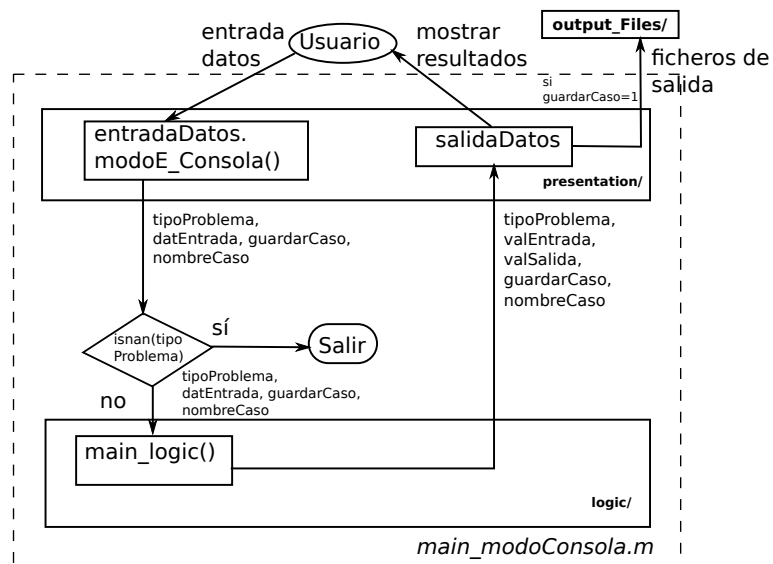 entrada
datos
Usuario
mostrar
resultados
output_Files/
ficheros de
salida
si
guardarCaso=1
entradaDatos.
modoE_Consola()
salidaDatos
presentation/
tipoProblema,
datEntrada, guardarCaso,
nombreCaso
tipoProblema,
valEntrada,
valSalida,
guardarCaso,
nombreCaso
isnan(tipo
Problema)
sí
Salir
no
tipoProblema,
datEntrada, guardarCaso,
nombreCaso
main_logic()
logic/
main_modoConsola.m